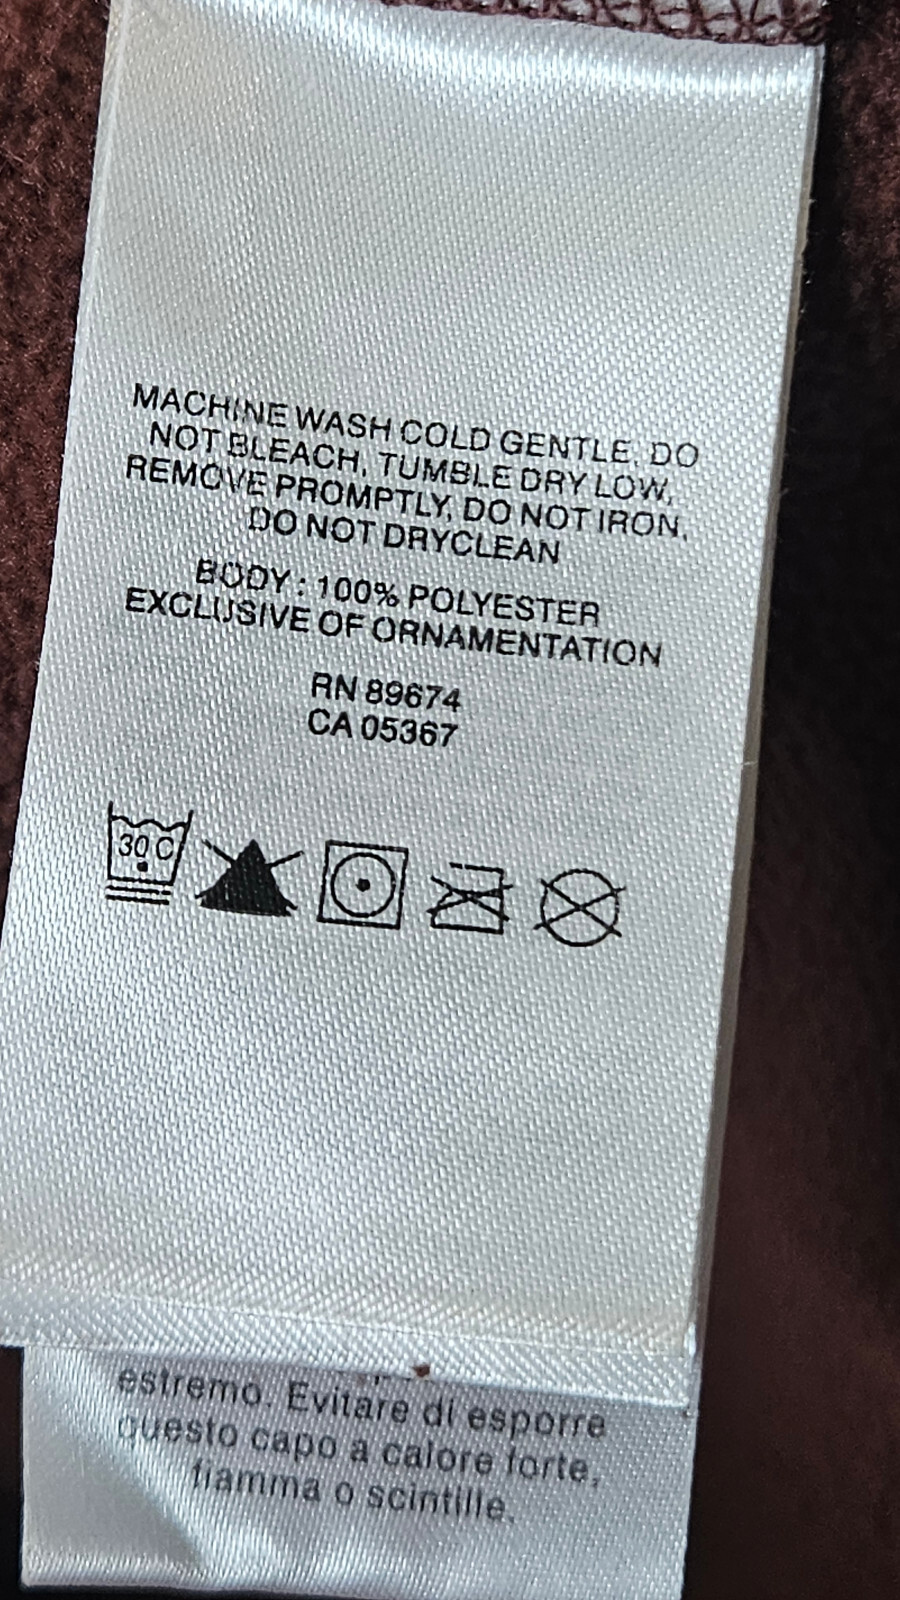 MACHINE WASH COLD GENTLE, DO
NOT BLEACH, TUMBLE DRY LOW,
REMOVE PROMPTLY, DO NOT IRON,
DO NOT DRYCLEAN
BODY : 100% POLYESTER
EXCLUSIVE OF ORNAMENTATION
RN 89674
CA 05367
30 C
estremo. Evitare di esporre
questo capo a calore forte,
fiamma o scintille.